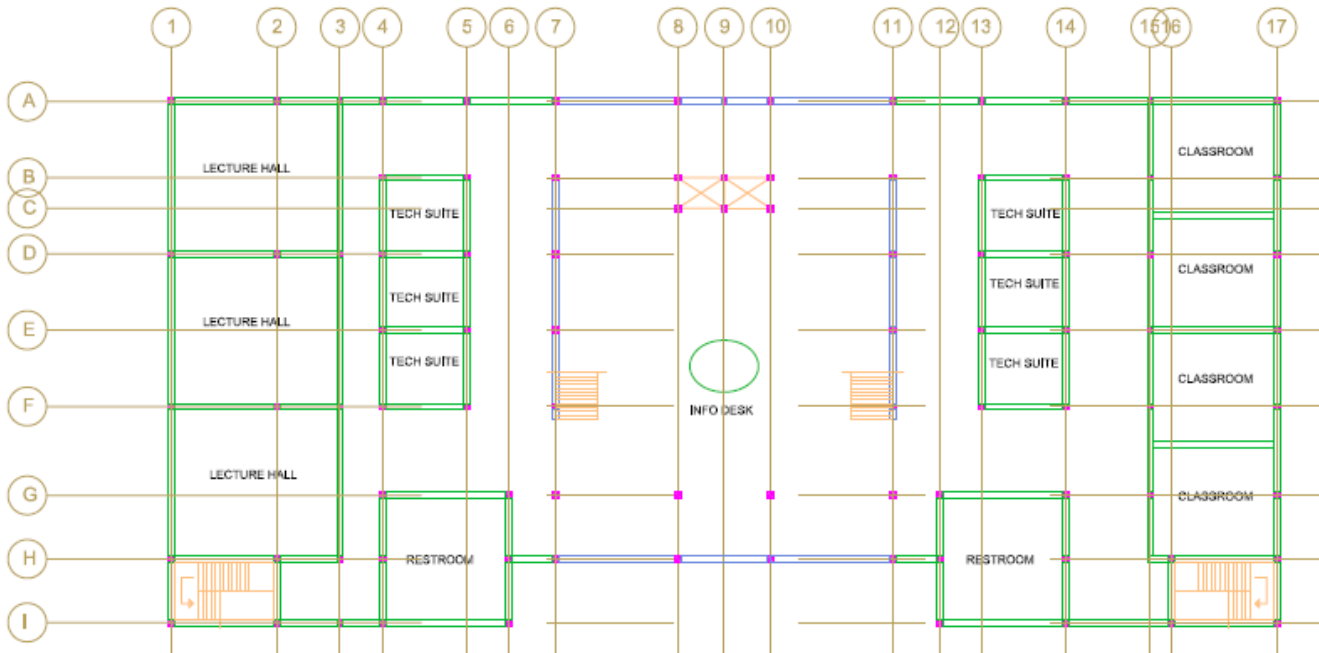 1 2 3 4 5 6 7 8 9 10 11 12 13 14 15 16 17
A
CLASSROOM
LECTURE HALL
B
C
TECH SUITE TECH SUITE
D
CLASSROOM
TECH SUITE
TECH SUITE
LECTURE HALL
E
TECH SUITE TECH SUITE
CLASSROOM
F
INFO DESK
LECTURE HALL
G
CLASSROOM
H
RESTROOM RESTROOM
I